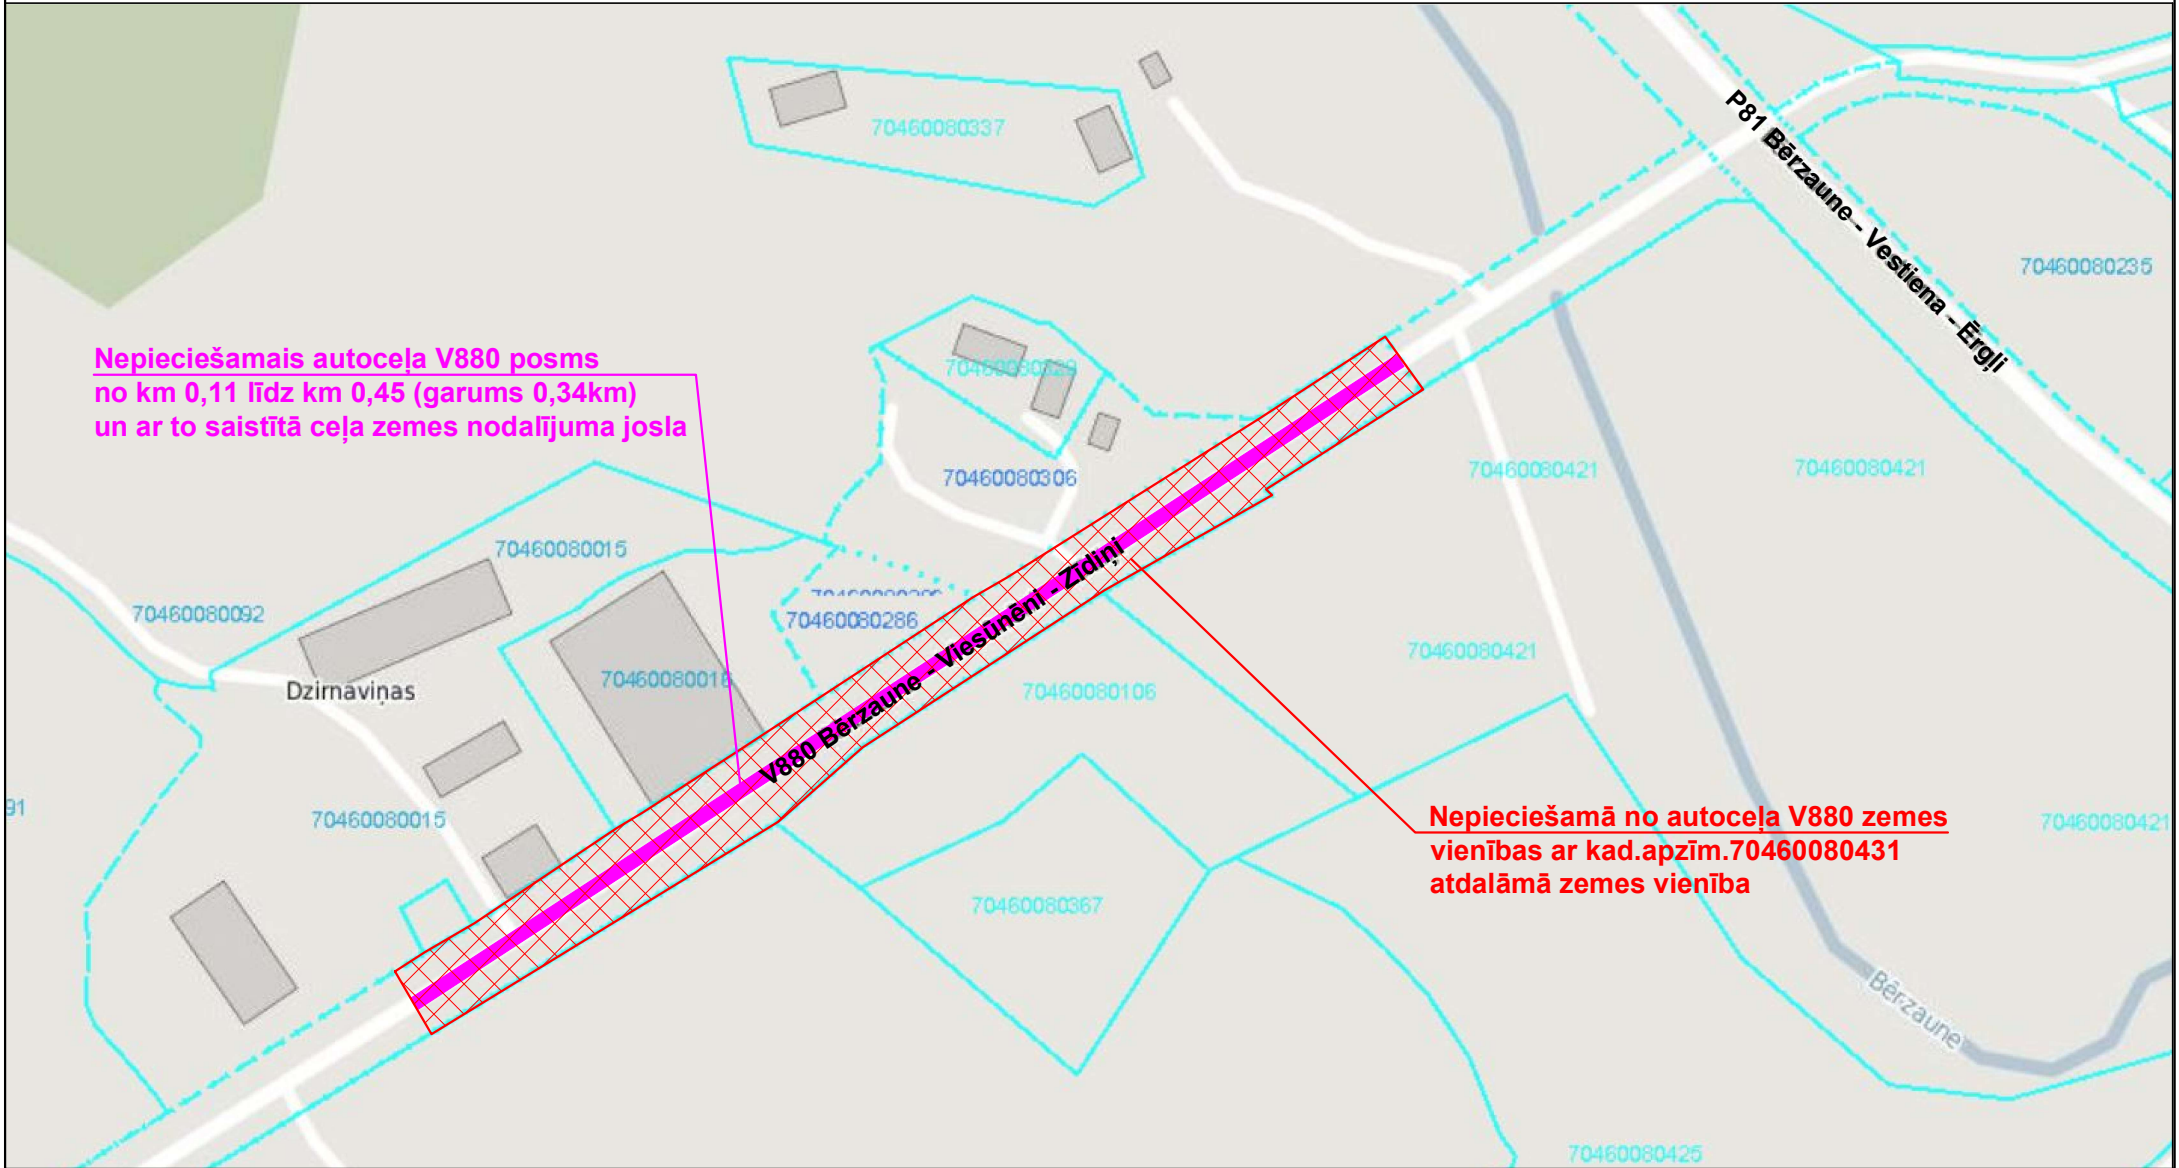 70460080337
P81 Bērzaune - Vestiena - Ērgļi
70460080235
Nepieciešamais autoceļa V880 posms
no km 0,11 līdz km 0,45 (garums 0,34km)
un ar to saistītā ceļa zemes nodalījuma josla
70460080306
70460080421
70460080421
70460080015
70460080092
70460080286
V880 Bērzaune - Viesūnēni - Zīdiņi
70460080421
Dzirnaviņas
70460080106
91
70460080015
Nepieciešamā no autoceļa V880 zemes
vienības ar kad.apzīm.70460080431
atdalāmā zemes vienība
70460080421
70460080367
Bērzaune
70460080425